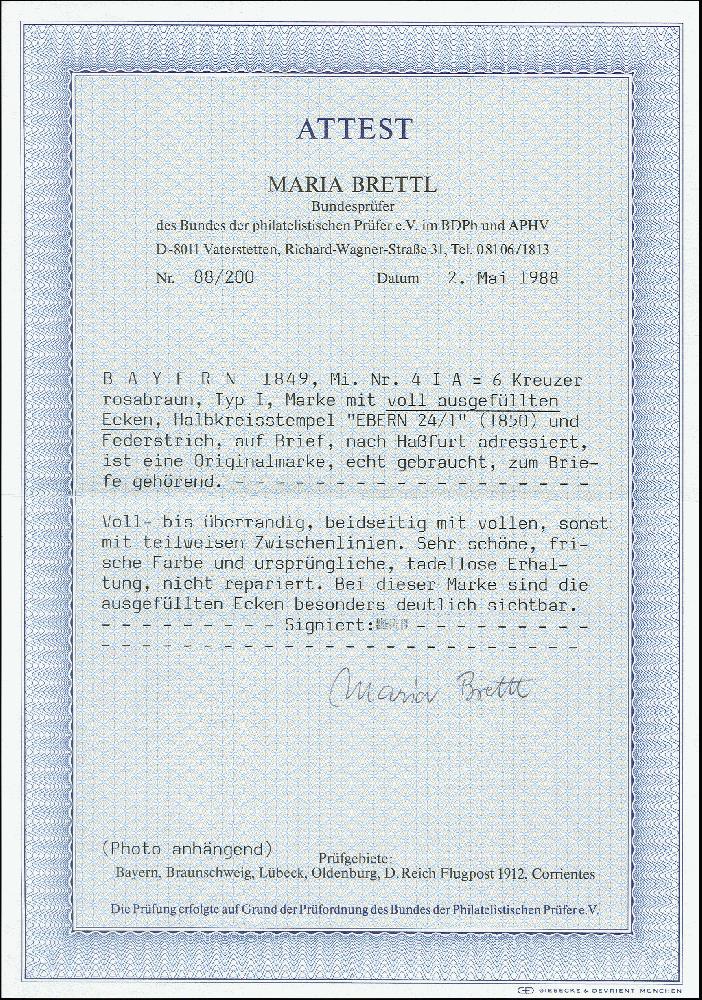 ATTEST
MARIA BRETTL
Bundesprüfer
des Bundes der philatelistischen Prüfer e.V. im BDPh und APHV
D-8011 Vaterstetten, Richard-Wagner-Straße 31, Tel. 08106/1813
Nr. 88/200 Datum 2. Mai 1988
B A Y E R N 1849, Mi. Nr. 4 I A = 6 Kreuzer
rosabraun, Typ I, Marke mit voll ausgefüllten
Ecken, Halbkreisstempel "EBERN 24/1" (1850) und
Federstrich, auf Brief, nach Haßfurt adressiert,
ist eine Originalmarke, echt gebraucht, zum Brie-
fe gehörend. - - - - - - - - - - - - - - - - -
Voll- bis überrandig, beidseitig mit vollen, sonst
mit teilweisen Zwischenlinien. Sehr schöne, fri-
sche Farbe und ursprüngliche, tadellose Erhal-
tung, nicht repariert. Bei dieser Marke sind die
ausgefüllten Ecken besonders deutlich sichtbar.
- - - - - - - - - Signiert: - - - - - - - - -
- - - - - - - - - - - - - - - - - - - - - - - -
Maria Brettl
(Photo anhängend)
Prüfgebiete:
Bayern, Braunschweig, Lübeck, Oldenburg, D. Reich Flugpost 1912, Corrientes
Die Prüfung erfolgte auf Grund der Prüfordnung des Bundes der Philatelistischen Prüfer e.V.
GIESECKE & DEVRIENT MÜNCHEN